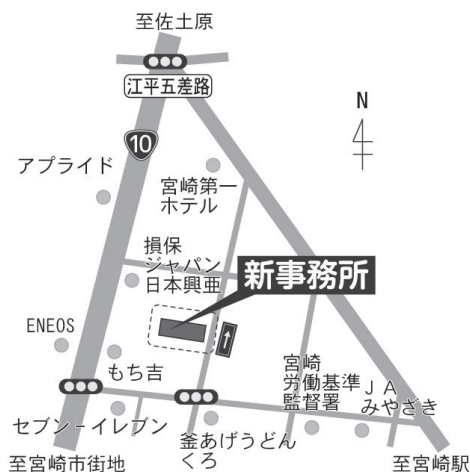 至佐土原
江平五差路
N
10
アプライド
宮崎第一
ホテル
損保
ジャパン
日本興亜
新事務所
ENEOS
もち吉
宮崎
労働基準
監督署
JA
みやざき
セブン-イレブン
釜あげうどん
くろ
至宮崎市街地
至宮崎駅